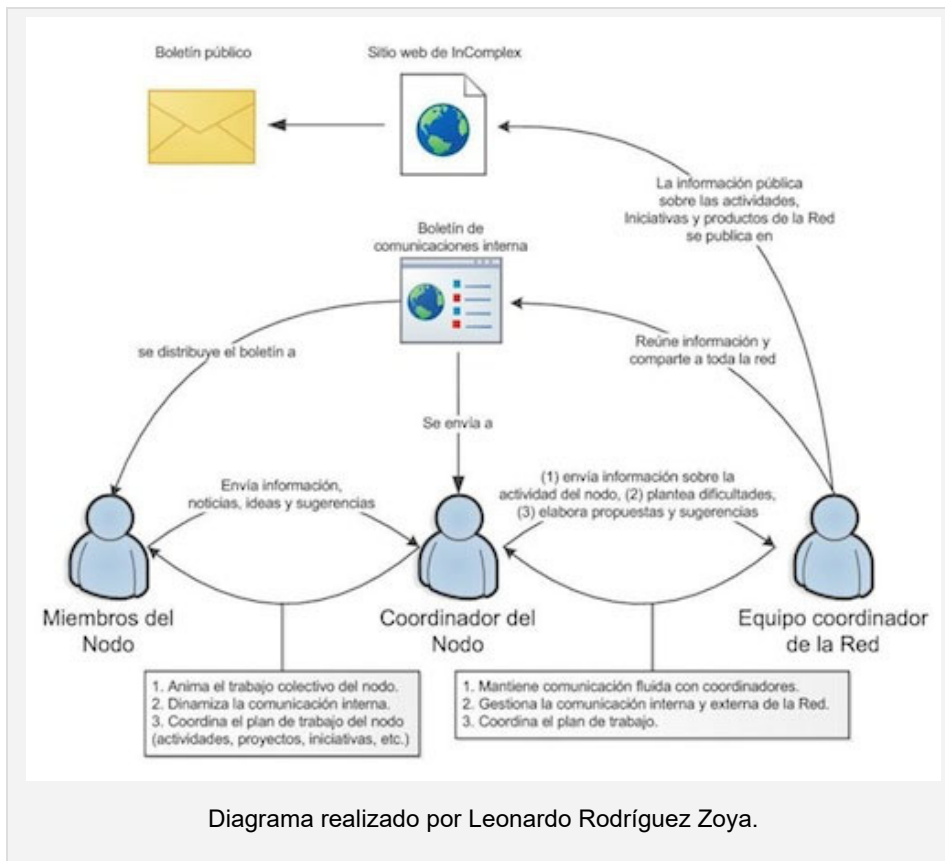 Boletín público
Sitio web de InComplex
La información pública
sobre las actividades,
Iniciativas y productos de la Red
se publica en
Boletín de
comunicaciones interna
se distribuye el boletín a
Reúne información y
comparte a toda la red
Se envía a
Envía información,
noticias, ideas y sugerencias
(1) envía información sobre la
actividad del nodo, (2) plantea dificultades,
(3) elabora propuestas y sugerencias
Miembros del
Nodo
Coordinador del
Nodo
Equipo coordinador
de la Red
1. Anima el trabajo colectivo del nodo.
2. Dinamiza la comunicación interna.
3. Coordina el plan de trabajo del nodo
(actividades, proyectos, iniciativas, etc.)
1. Mantiene comunicación fluida con coordinadores.
2. Gestiona la comunicación interna y externa de la Red.
3. Coordina el plan de trabajo.
Diagrama realizado por Leonardo Rodríguez Zoya.